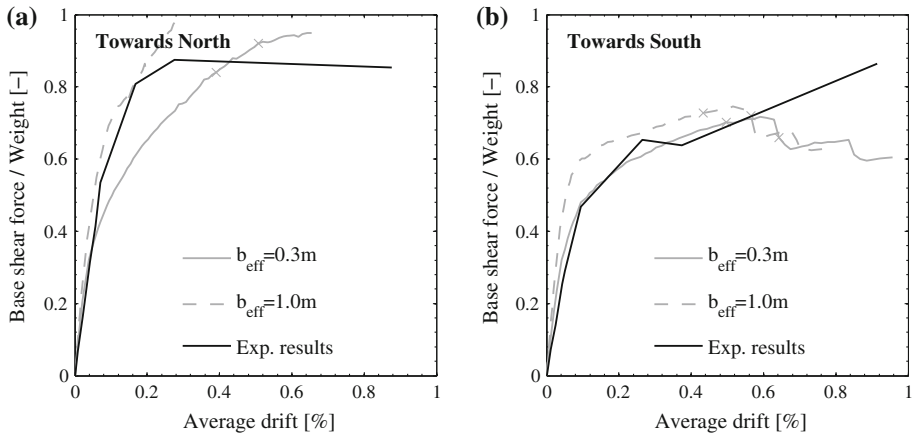 (a)
1
0.8
0.6
0.4
0.2
0
Base shear force / Weight [−]
Towards North
b_eff=0.3m
b_eff=1.0m
Exp. results
0 0.2 0.4 0.6 0.8 1
Average drift [%]
(b)
1
0.8
0.6
0.4
0.2
0
Base shear force / Weight [−]
Towards South
b_eff=0.3m
b_eff=1.0m
Exp. results
0 0.2 0.4 0.6 0.8 1
Average drift [%]